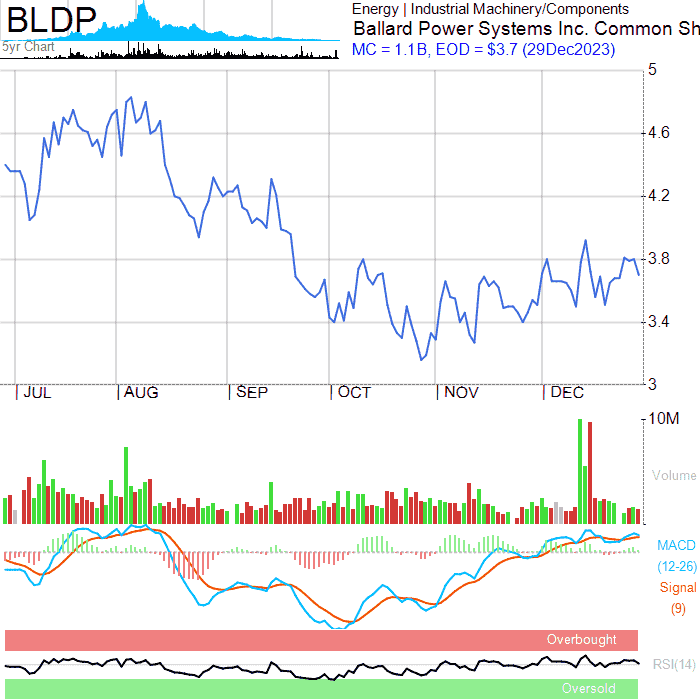 BLDP
5yr Chart
Energy | Industrial Machinery/Components
Ballard Power Systems Inc. Common Sh
MC = 1.1B, EOD = $3.7 (29Dec2023)
5
4.6
4.2
3.8
3.4
3
JUL AUG SEP OCT NOV DEC
10M
Volume
MACD
(12-26)
Signal
(9)
Overbought
RSI(14)
Oversold